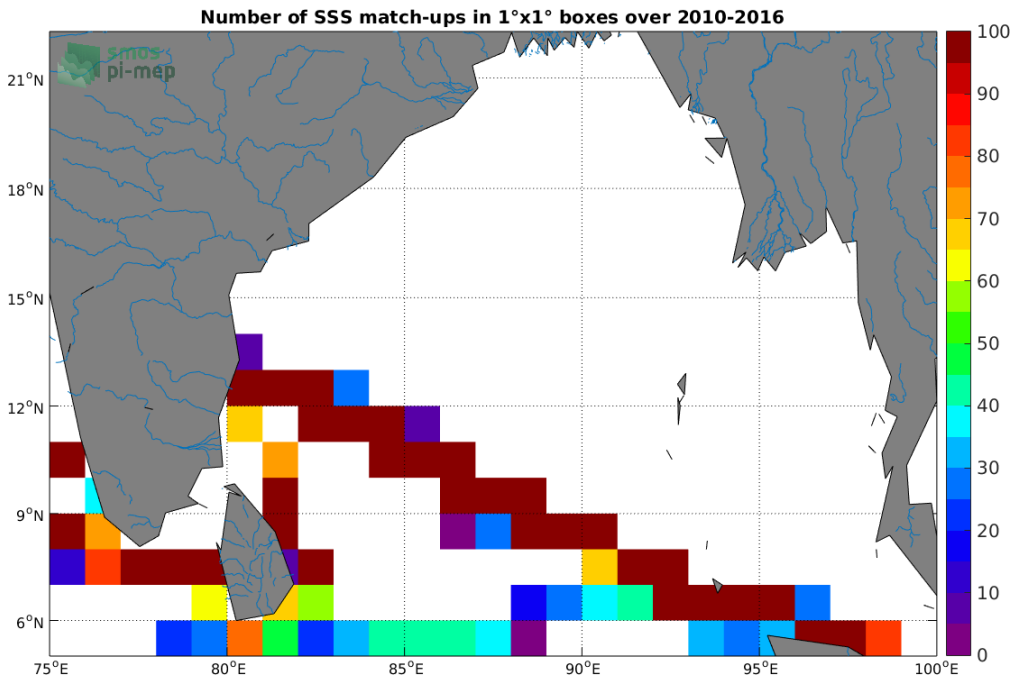 Number of SSS match-ups in 1°x1° boxes over 2010-2016
smos
pi-mep
21°N
18°N
15°N
12°N
9°N
6°N
75°E 80°E 85°E 90°E 95°E 100°E
100
90
80
70
60
50
40
30
20
10
0